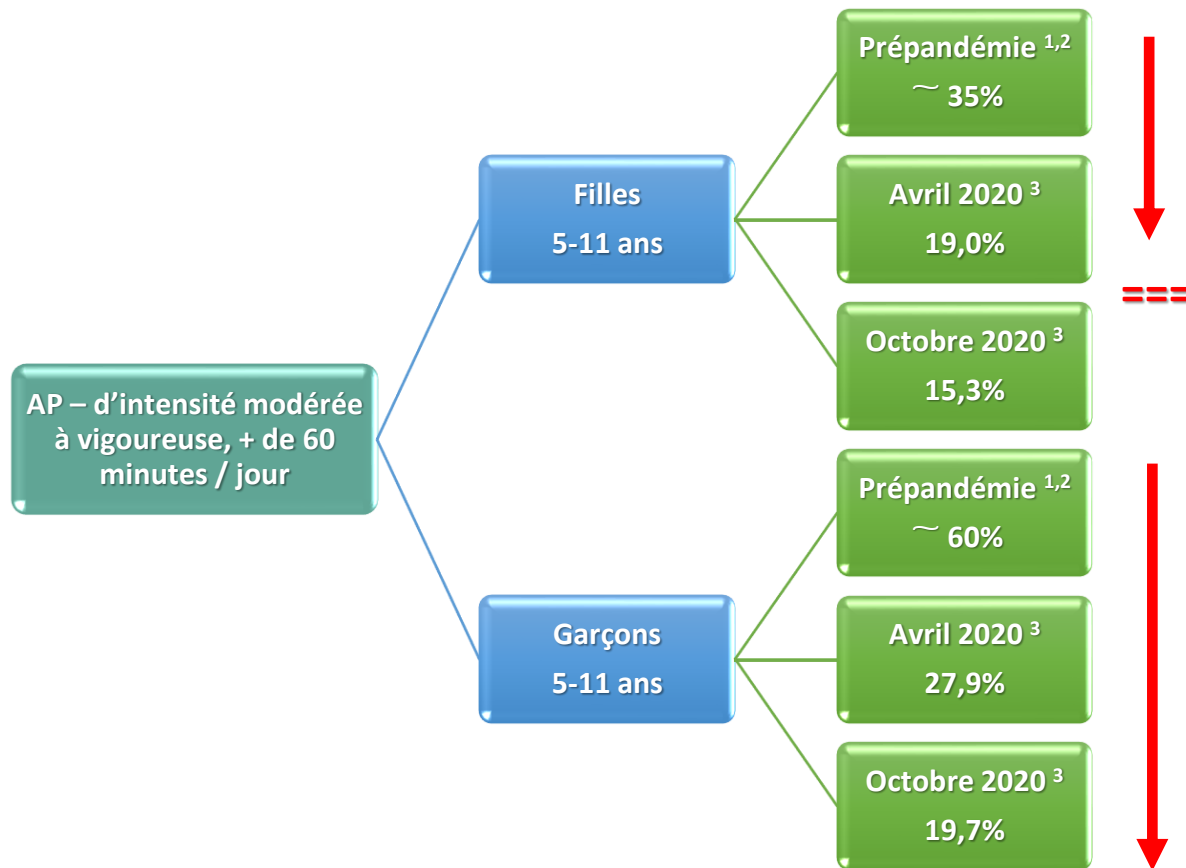 AP – d'intensité modérée
à vigoureuse, + de 60
minutes / jour
Filles
5-11 ans
Prépandémie 1,2
~ 35%
Avril 2020 3
19,0%
Octobre 2020 3
15,3%
===
Garçons
5-11 ans
Prépandémie 1,2
~ 60%
Avril 2020 3
27,9%
Octobre 2020 3
19,7%